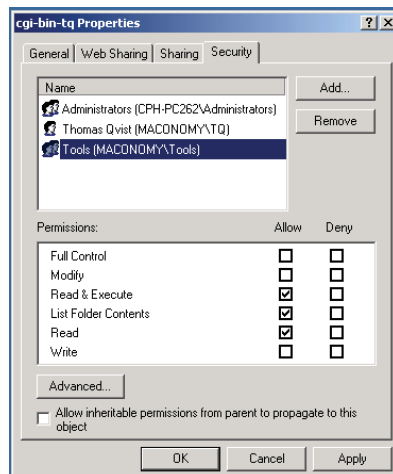 cgi-bin-tq Properties
General Web Sharing Sharing Security
Name
Add...
Administrators (CPH-PC262\Administrators)
Thomas Qvist (MACONOMY\TQ)
Remove
Tools (MACONOMY\Tools)
Permissions: Allow Deny
Full Control
Modify
Read & Execute
List Folder Contents
Read
Write
Advanced...
Allow inheritable permissions from parent to propagate to this
object
OK Cancel Apply